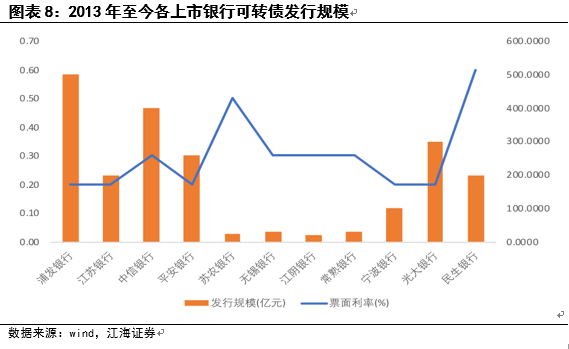 图表 8：2013 年至今各上市银行可转债发行规模
0.70
0.60
0.50
0.40
0.30
0.20
0.10
0.00
600.0000
500.0000
400.0000
300.0000
200.0000
100.0000
0.0000
浦发银行
江苏银行
中信银行
平安银行
苏农银行
无锡银行
江阴银行
常熟银行
宁波银行
光大银行
民生银行
发行规模(亿元)
票面利率(%)
数据来源：wind，江海证券